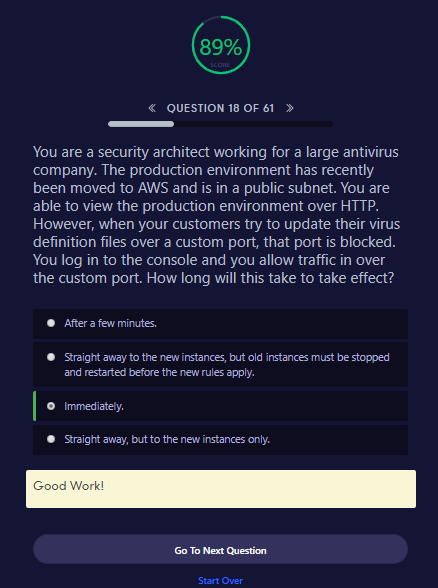 89%
SCORE
QUESTION 18 OF 61
You are a security architect working for a large antivirus
company. The production environment has recently
been moved to AWS and is in a public subnet. You are
able to view the production environment over HTTP.
However, when your customers try to update their virus
definition files over a custom port, that port is blocked.
You log in to the console and you allow traffic in over
the custom port. How long will this take to take effect?
After a few minutes.
Straight away to the new instances, but old instances must be stopped
and restarted before the new rules apply.
Immediately.
Straight away, but to the new instances only.
Good Work!
Go To Next Question
Start Over